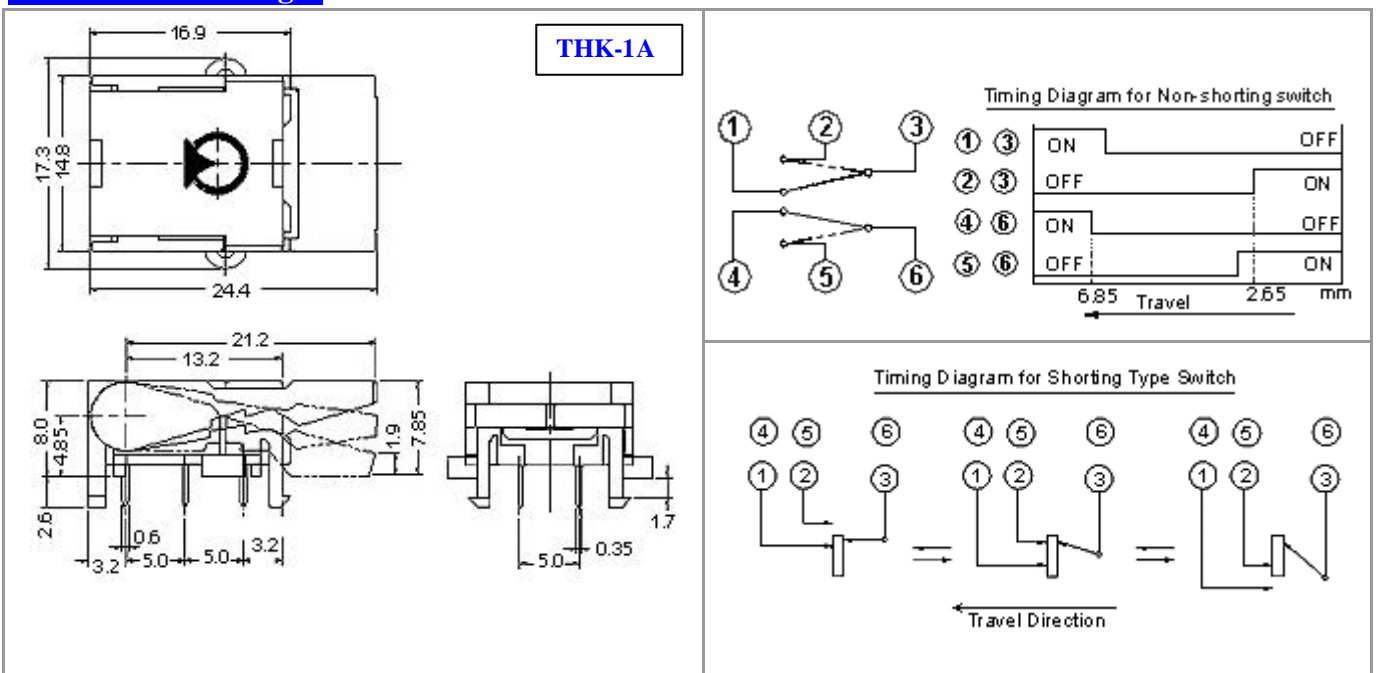 THK-1A
16.9
17.3
14.8
24.4
21.2
13.2
8.0
4.85
1.9
7.85
2.6
0.6
3.2
5.0
5.0
3.2
5.0
0.35
1.7
Timing Diagram for Non-shorting switch
1 2 3
4 5 6
1 3 ON OFF
2 3 OFF ON
4 6 ON OFF
5 6 OFF ON
6.85 Travel 2.65 mm
Timing Diagram for Shorting Type Switch
4 5 6 4 5 6 4 5 6
1 2 3 1 2 3 1 2 3
Travel Direction